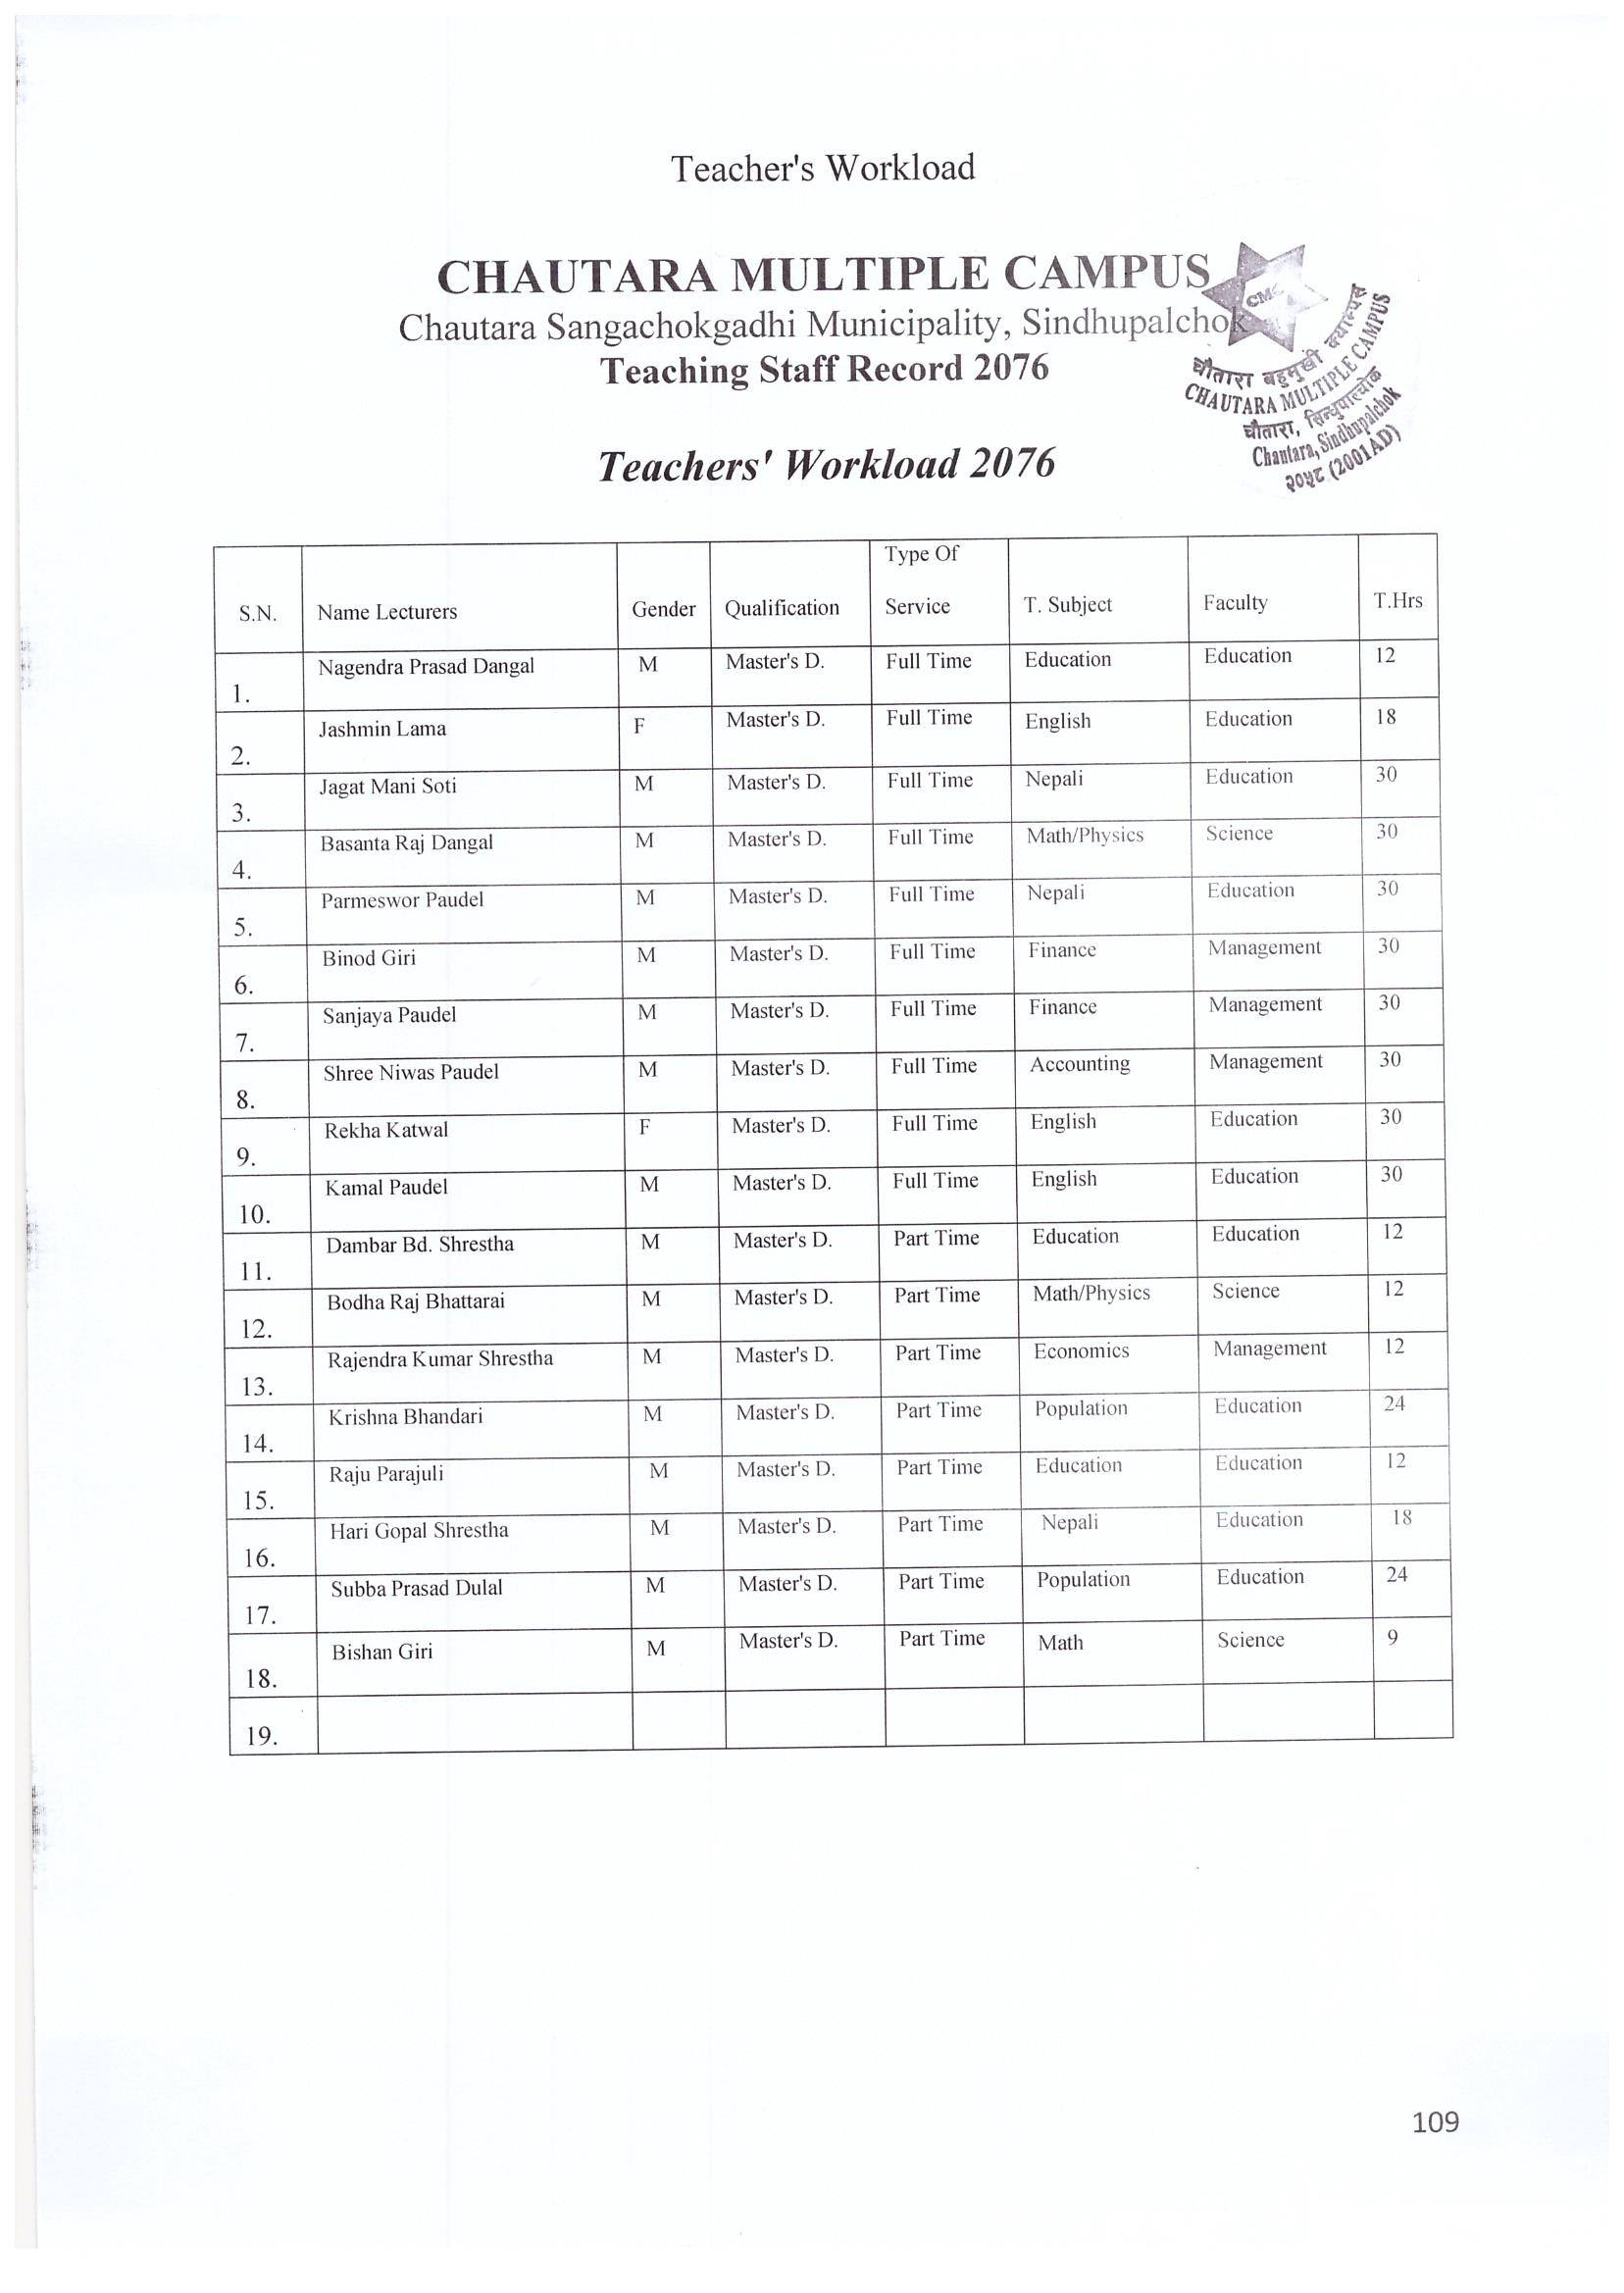 Teacher's Workload
CHAUTARA MULTIPLE CAMPUS
Chautara Sangachokgadhi Municipality, Sindhupalchok
Teaching Staff Record 2076
CMC
चौतारा बहुमुखी क्याम्पस
CHAUTARA MULTIPLE CAMPUS
चौतारा, सिन्धुपाल्चोक
Chautara, Sindhupalchok
२०५८ (2001AD)
Teachers' Workload 2076
S.N. Name Lecturers Gender Qualification Type Of Service T. Subject Faculty T.Hrs
1. Nagendra Prasad Dangal M Master's D. Full Time Education Education 12
2. Jashmin Lama F Master's D. Full Time English Education 18
3. Jagat Mani Soti M Master's D. Full Time Nepali Education 30
4. Basanta Raj Dangal M Master's D. Full Time Math/Physics Science 30
5. Parmeswor Paudel M Master's D. Full Time Nepali Education 30
6. Binod Giri M Master's D. Full Time Finance Management 30
7. Sanjaya Paudel M Master's D. Full Time Finance Management 30
8. Shree Niwas Paudel M Master's D. Full Time Accounting Management 30
9. Rekha Katwal F Master's D. Full Time English Education 30
10. Kamal Paudel M Master's D. Full Time English Education 30
11. Dambar Bd. Shrestha M Master's D. Part Time Education Education 12
12. Bodha Raj Bhattarai M Master's D. Part Time Math/Physics Science 12
13. Rajendra Kumar Shrestha M Master's D. Part Time Economics Management 12
14. Krishna Bhandari M Master's D. Part Time Population Education 24
15. Raju Parajuli M Master's D. Part Time Education Education 12
16. Hari Gopal Shrestha M Master's D. Part Time Nepali Education 18
17. Subba Prasad Dulal M Master's D. Part Time Population Education 24
18. Bishan Giri M Master's D. Part Time Math Science 9
19.
109